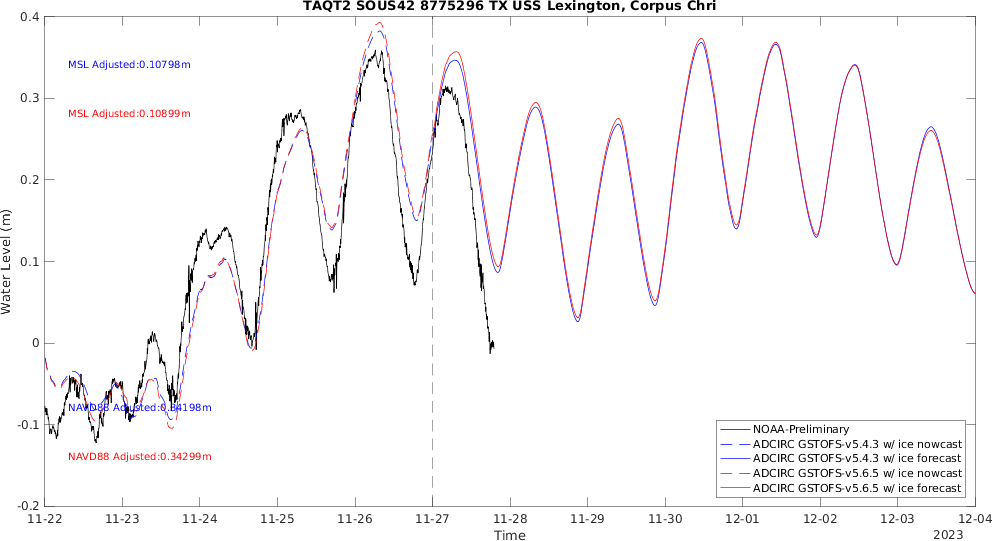 TAQT2 SOUS42 8775296 TX USS Lexington, Corpus Chri
0.4
MSL Adjusted:0.10798m
0.3
MSL Adjusted:0.10899m
0.2
Water Level (m)
0.1
0
NAVD88 Adjusted:0.34198m
-0.1
NAVD88 Adjusted:0.34299m
-0.2
NOAA-Preliminary
ADCIRC GSTOFS-v5.4.3 w/ ice nowcast
ADCIRC GSTOFS-v5.4.3 w/ ice forecast
ADCIRC GSTOFS-v5.6.5 w/ ice nowcast
ADCIRC GSTOFS-v5.6.5 w/ ice forecast
11-22 11-23 11-24 11-25 11-26 11-27 11-28 11-29 11-30 12-01 12-02 12-03 12-04
Time
2023